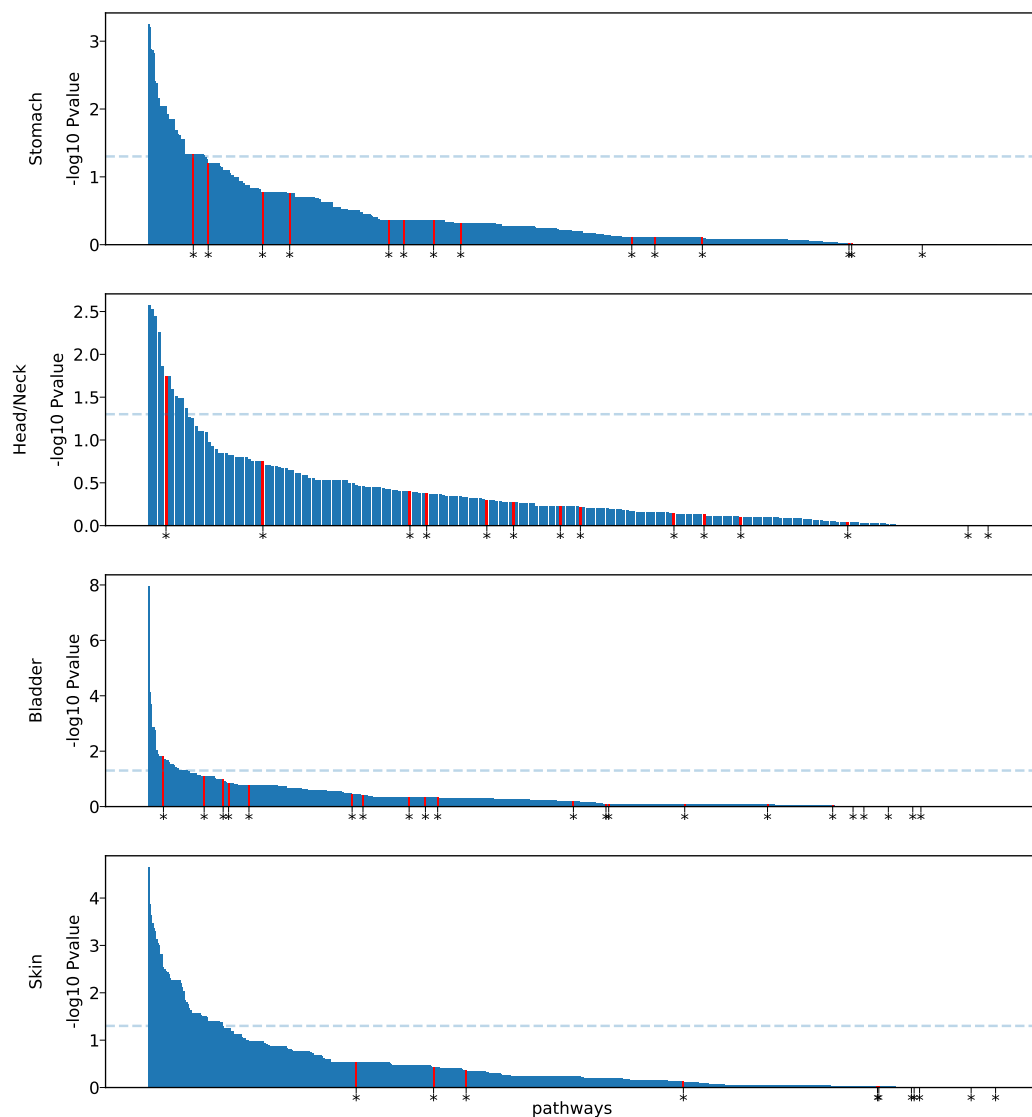 Stomach
-log10 Pvalue
3
2
1
0
* * * * * * * * * * * * * *
Head/Neck
-log10 Pvalue
2.5
2.0
1.5
1.0
0.5
0.0
* * * * * * * * * * * * * *
Bladder
-log10 Pvalue
8
6
4
2
0
* * * * * * * * * * * * * * * * * * * * * *
Skin
-log10 Pvalue
4
3
2
1
0
* * * * * * * * * * *
pathways